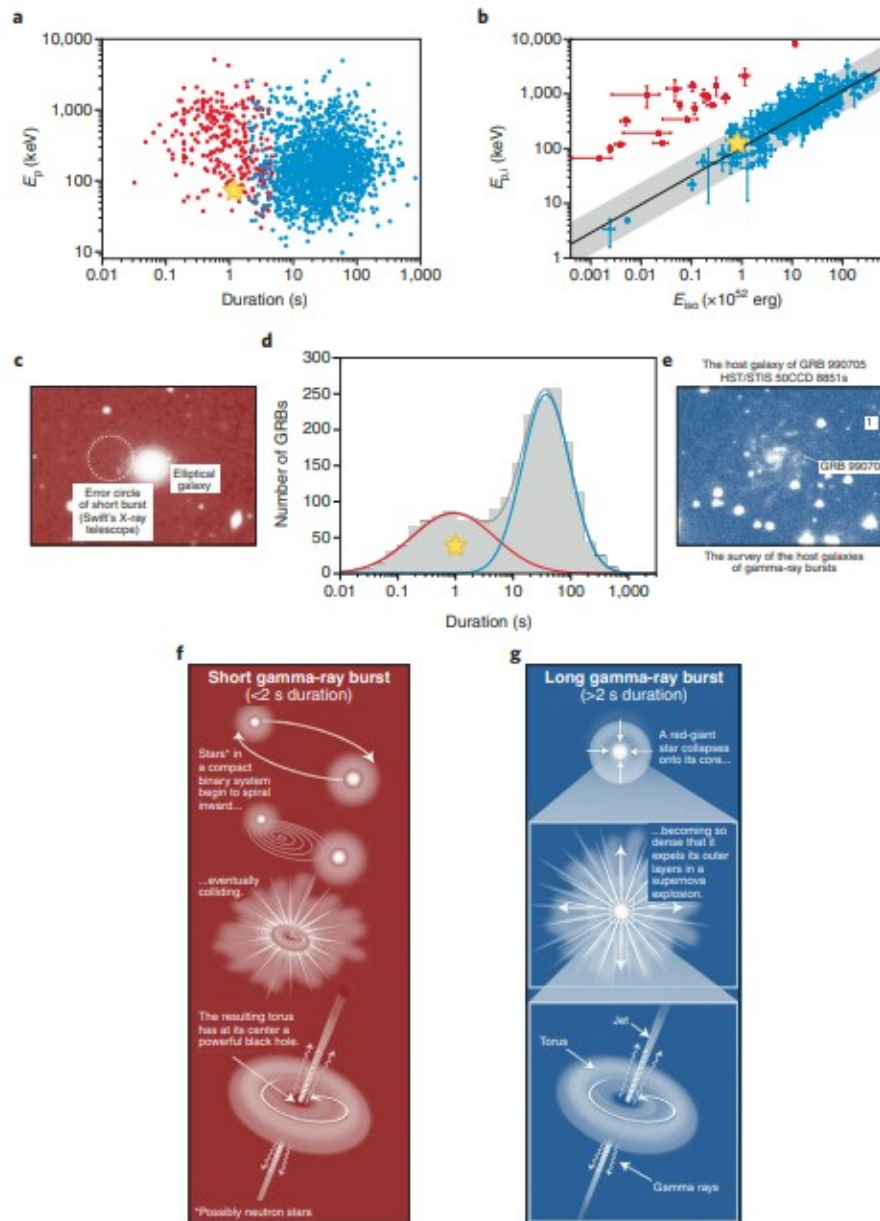 a
10,000
1,000
100
10
E_p (keV)
0.01
0.1
1
10
100
1,000
Duration (s)
b
10,000
1,000
100
10
1
E_p,i (keV)
0.001
0.01
0.1
1
10
100
E_iso (×10^52 erg)
c
Elliptical
galaxy
Error circle
of short burst
(Swift's X-ray
telescope)
d
300
250
200
150
100
50
0
Number of GRBs
0.01
0.1
1
10
100
1,000
Duration (s)
e
The host galaxy of GRB 990705
HST/STIS 50CCD 8851s
1
GRB 99070
The survey of the host galaxies
of gamma-ray bursts
f
Short gamma-ray burst
(<2 s duration)
Stars* in
a compact
binary system
begin to spiral
inward...
...eventually
colliding.
The resulting torus
has at its center a
powerful black hole.
*Possibly neutron stars
g
Long gamma-ray burst
(>2 s duration)
A red-giant
star collapses
onto its core...
...becoming so
dense that it
expels its outer
layers in a
supernova
explosion.
Jet
Torus
Gamma rays